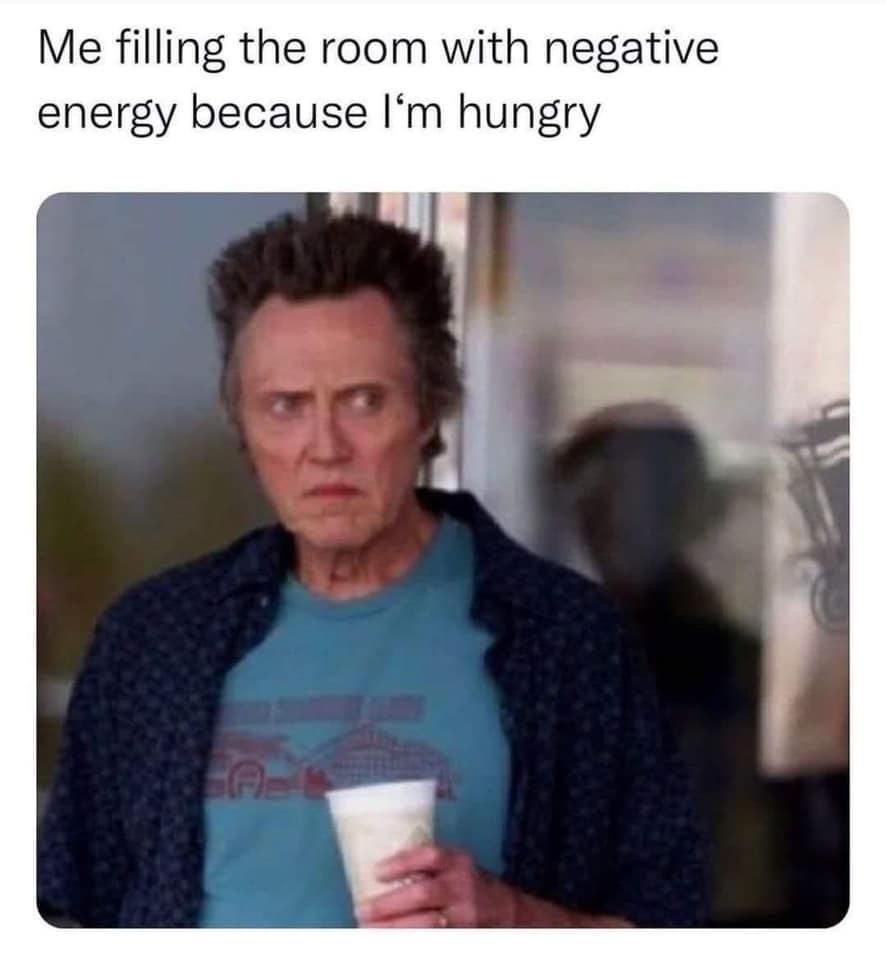 Me filling the room with negative
energy because I‘m hungry